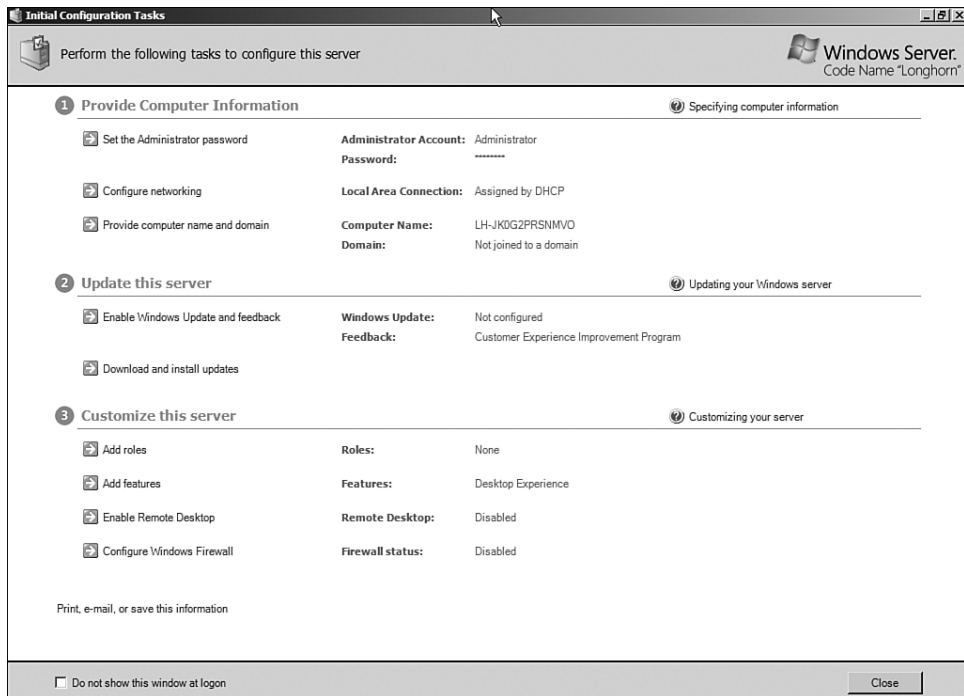 Initial Configuration Tasks
Perform the following tasks to configure this server
Windows Server.
Code Name "Longhorn"
1 Provide Computer Information
Specifying computer information
Set the Administrator password
Administrator Account: Administrator
Password: ********
Configure networking
Local Area Connection: Assigned by DHCP
Provide computer name and domain
Computer Name: LH-JK0G2PRSNMVO
Domain: Not joined to a domain
2 Update this server
Updating your Windows server
Enable Windows Update and feedback
Windows Update: Not configured
Feedback: Customer Experience Improvement Program
Download and install updates
3 Customize this server
Customizing your server
Add roles
Roles: None
Add features
Features: Desktop Experience
Enable Remote Desktop
Remote Desktop: Disabled
Configure Windows Firewall
Firewall status: Disabled
Print, e-mail, or save this information
Do not show this window at logon
Close